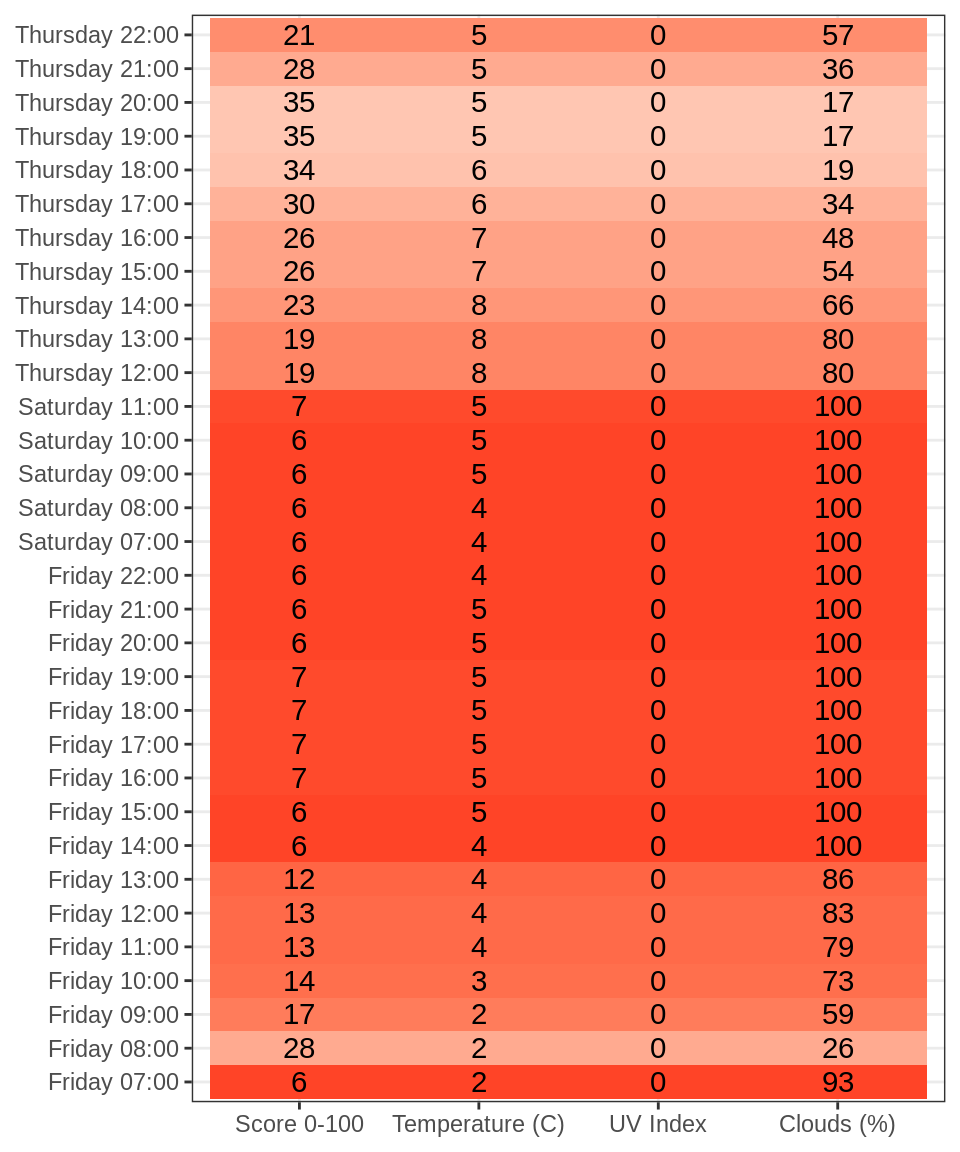 Thursday 22:00 21 5 0 57
Thursday 21:00 28 5 0 36
Thursday 20:00 35 5 0 17
Thursday 19:00 35 5 0 17
Thursday 18:00 34 6 0 19
Thursday 17:00 30 6 0 34
Thursday 16:00 26 7 0 48
Thursday 15:00 26 7 0 54
Thursday 14:00 23 8 0 66
Thursday 13:00 19 8 0 80
Thursday 12:00 19 8 0 80
Saturday 11:00 7 5 0 100
Saturday 10:00 6 5 0 100
Saturday 09:00 6 5 0 100
Saturday 08:00 6 4 0 100
Saturday 07:00 6 4 0 100
Friday 22:00 6 4 0 100
Friday 21:00 6 5 0 100
Friday 20:00 6 5 0 100
Friday 19:00 7 5 0 100
Friday 18:00 7 5 0 100
Friday 17:00 7 5 0 100
Friday 16:00 7 5 0 100
Friday 15:00 6 5 0 100
Friday 14:00 6 4 0 100
Friday 13:00 12 4 0 86
Friday 12:00 13 4 0 83
Friday 11:00 13 4 0 79
Friday 10:00 14 3 0 73
Friday 09:00 17 2 0 59
Friday 08:00 28 2 0 26
Friday 07:00 6 2 0 93
Score 0-100 Temperature (C) UV Index Clouds (%)